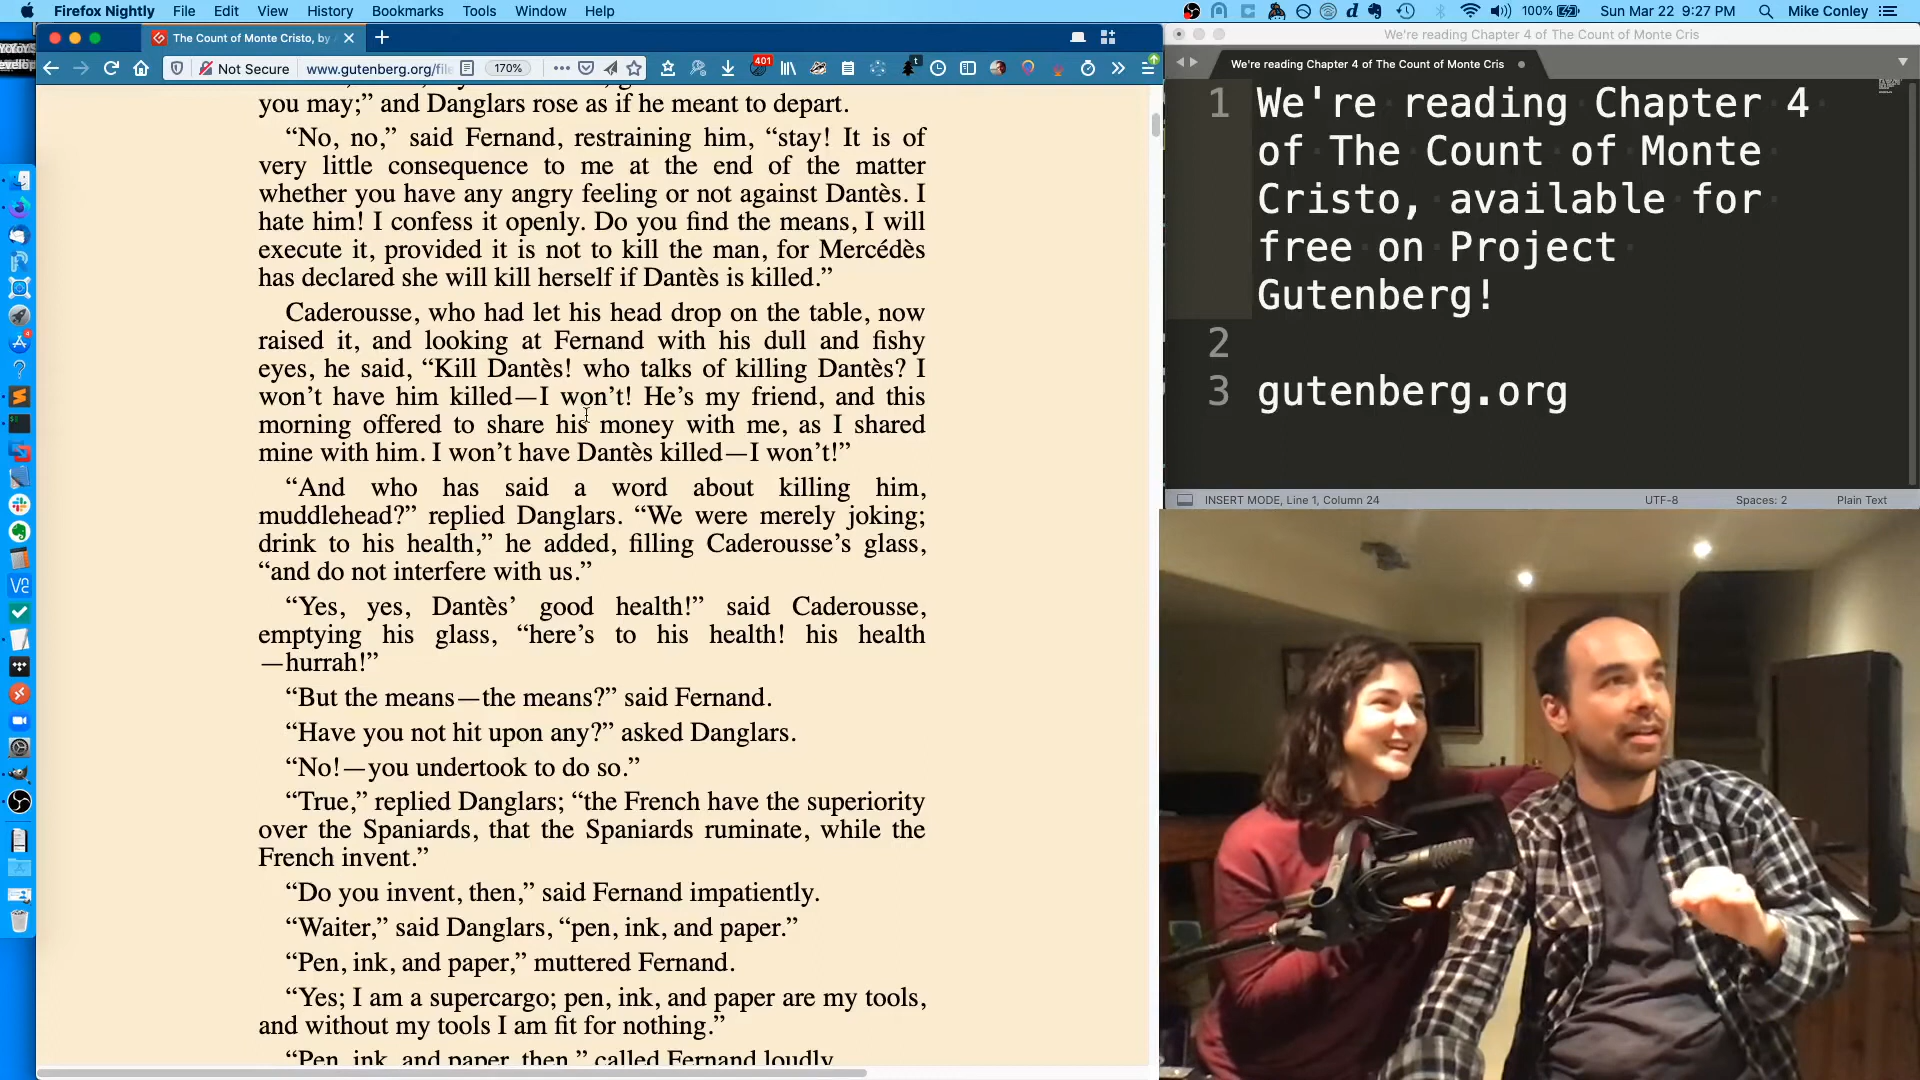 Firefox Nightly File Edit View History Bookmarks Tools Window Help
100% Sun Mar 22 9:27 PM Mike Conley
The Count of Monte Cristo, by
Not Secure www.gutenberg.org/file 170% 401
you may;” and Danglars rose as if he meant to depart.
“No, no,” said Fernand, restraining him, “stay! It is of
very little consequence to me at the end of the matter
whether you have any angry feeling or not against Dantès. I
hate him! I confess it openly. Do you find the means, I will
execute it, provided it is not to kill the man, for Mercédès
has declared she will kill herself if Dantès is killed.”
Caderousse, who had let his head drop on the table, now
raised it, and looking at Fernand with his dull and fishy
eyes, he said, “Kill Dantès! who talks of killing Dantès? I
won’t have him killed—I won’t! He’s my friend, and this
morning offered to share his money with me, as I shared
mine with him. I won’t have Dantès killed—I won’t!”
“And who has said a word about killing him,
muddlehead?” replied Danglars. “We were merely joking;
drink to his health,” he added, filling Caderousse’s glass,
“and do not interfere with us.”
“Yes, yes, Dantès’ good health!” said Caderousse,
emptying his glass, “here’s to his health! his health
—hurrah!”
“But the means—the means?” said Fernand.
“Have you not hit upon any?” asked Danglars.
“No!—you undertook to do so.”
“True,” replied Danglars; “the French have the superiority
over the Spaniards, that the Spaniards ruminate, while the
French invent.”
“Do you invent, then,” said Fernand impatiently.
“Waiter,” said Danglars, “pen, ink, and paper.”
“Pen, ink, and paper,” muttered Fernand.
“Yes; I am a supercargo; pen, ink, and paper are my tools,
and without my tools I am fit for nothing.”
“Pen, ink, and paper, then,” called Fernand loudly.
We're reading Chapter 4 of The Count of Monte Cris
We're reading Chapter 4 of The Count of Monte Cris
1 We're reading Chapter 4
of The Count of Monte
Cristo, available for
free on Project
Gutenberg!
2
3 gutenberg.org
INSERT MODE, Line 1, Column 24 UTF-8 Spaces: 2 Plain Text